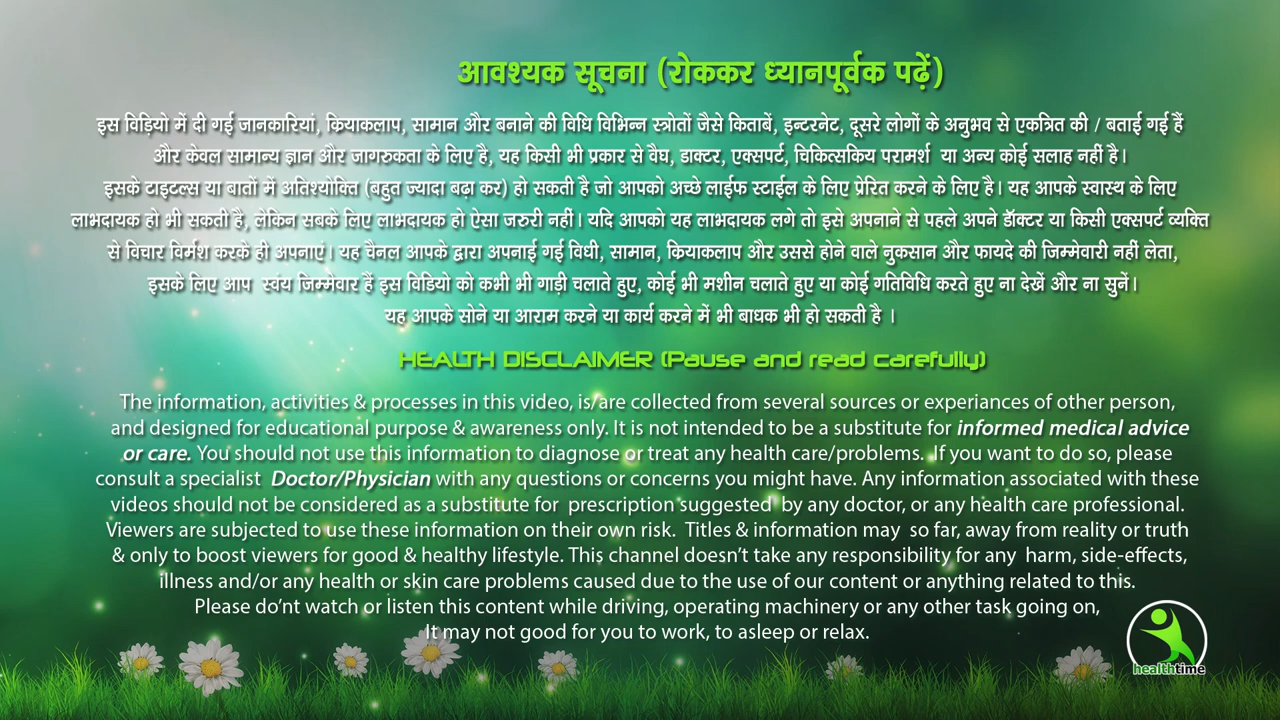 आवश्यक सूचना (रोककर ध्यानपूर्वक पढ़ें)
इस विड़ियो में दी गई जानकारियां, क्रियाकलाप, सामान और बनाने की विधि विभिन्न स्त्रोतों जैसे किताबें, इन्टरनेट, दूसरे लोगों के अनुभव से एकत्रित की / बताई गई हैं
और केवल सामान्य ज्ञान और जागरुकता के लिए है, यह किसी भी प्रकार से वैघ, डाक्टर, एक्सपर्ट, चिकित्सकिय परामर्श या अन्य कोई सलाह नहीं है।
इसके टाइटल्स या बातों में अतिश्योक्ति (बहुत ज्यादा बढ़ा कर) हो सकती है जो आपको अच्छे लाईफ स्टाईल के लिए प्रेरित करने के लिए है। यह आपके स्वास्थ के लिए
लाभदायक हो भी सकती है, लेकिन सबके लिए लाभदायक हो ऐसा जरुरी नहीं। यदि आपको यह लाभदायक लगे तो इसे अपनाने से पहले अपने डॅाक्टर या किसी एक्सपर्ट व्यक्ति
से विचार विर्मश करके ही अपनाएं। यह चैनल आपके द्वारा अपनाई गई विधी, सामान, क्रियाकलाप और उससे होने वाले नुकसान और फायदे की जिम्मेवारी नहीं लेता,
इसके लिए आप स्वंय जिम्मेवार हैं इस विडियो को कभी भी गाड़ी चलाते हुए, कोई भी मशीन चलाते हुए या कोई गतिविधि करते हुए ना देखें और ना सुनें।
यह आपके सोने या आराम करने या कार्य करने में भी बाधक भी हो सकती है ।
HEALTH DISCLAIMER (Pause and read carefully)
The information, activities & processes in this video, is/are collected from several sources or experiances of other person,
and designed for educational purpose & awareness only. It is not intended to be a substitute for informed medical advice
or care. You should not use this information to diagnose or treat any health care/problems. If you want to do so, please
consult a specialist Doctor/Physician with any questions or concerns you might have. Any information associated with these
videos should not be considered as a substitute for prescription suggested by any doctor, or any health care professional.
Viewers are subjected to use these information on their own risk. Titles & information may so far, away from reality or truth
& only to boost viewers for good & healthy lifestyle. This channel doesn't take any responsibility for any harm, side-effects,
illness and/or any health or skin care problems caused due to the use of our content or anything related to this.
Please do'nt watch or listen this content while driving, operating machinery or any other task going on,
It may not good for you to work, to asleep or relax.
healthtime